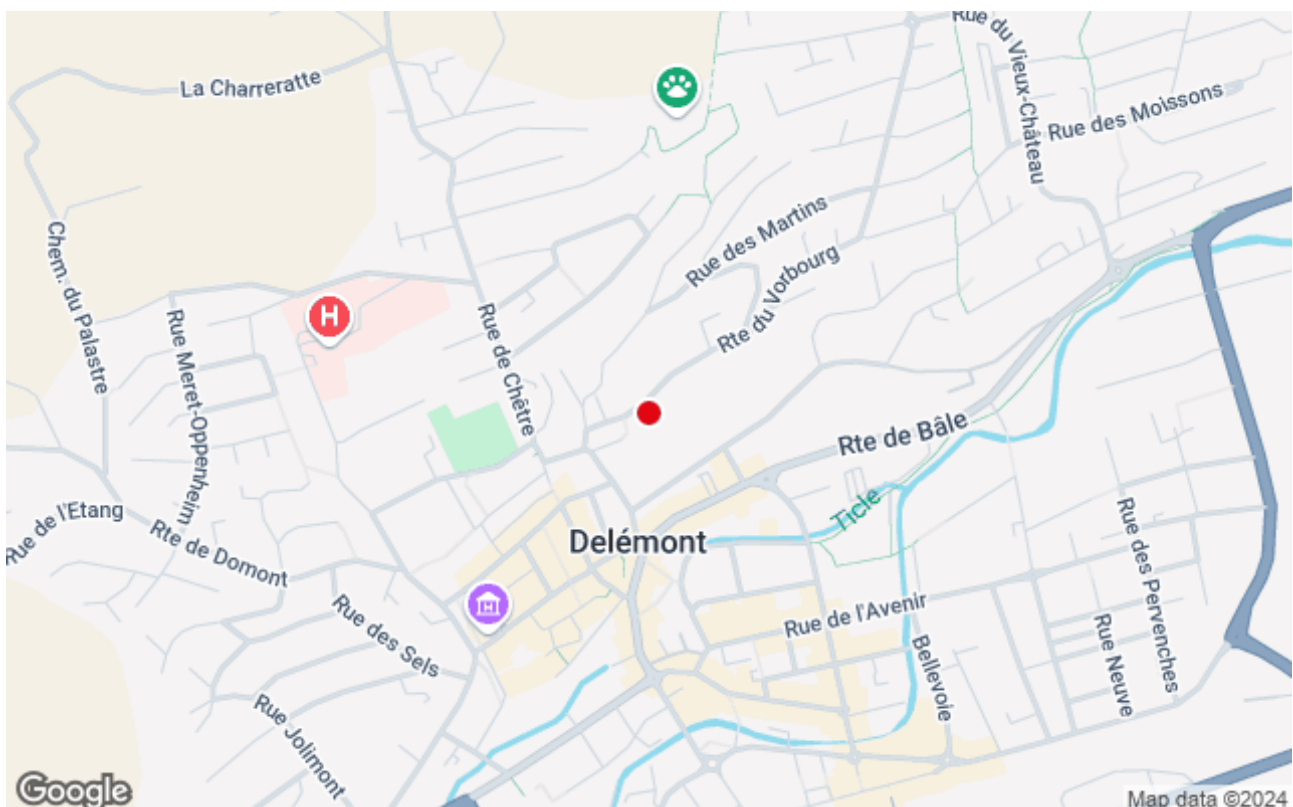 Rue du Vieux-Château
La Charreratte
Rue des Moissons
Chem. du Palastre
Rue des Martins
Rte du Vorbourg
H
Rue Meret-Oppenheim
Rue de Chêtre
Rte de Bâle
Rue de l'Etang
Ticle
Rte de Domont
Delémont
Rue des Pervenches
Rue des Sels
Rue de l'Avenir
Rue Neuve
Bellevoie
Rue Jolimont
Google
Map data ©2024